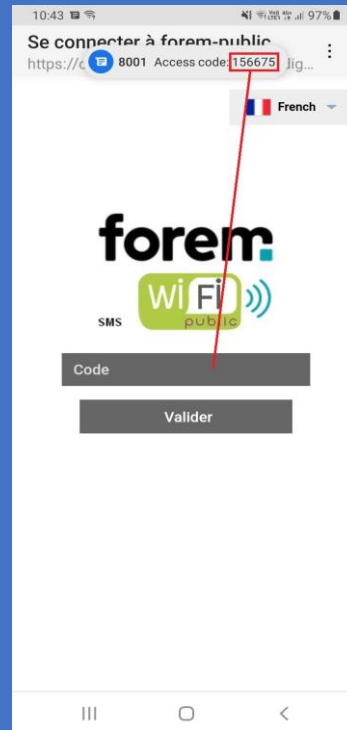 10:43
97%
Se connecter à forem-public
8001 Access code: 156675
https://
French
forem
WiFi
public
SMS
Code
Valider